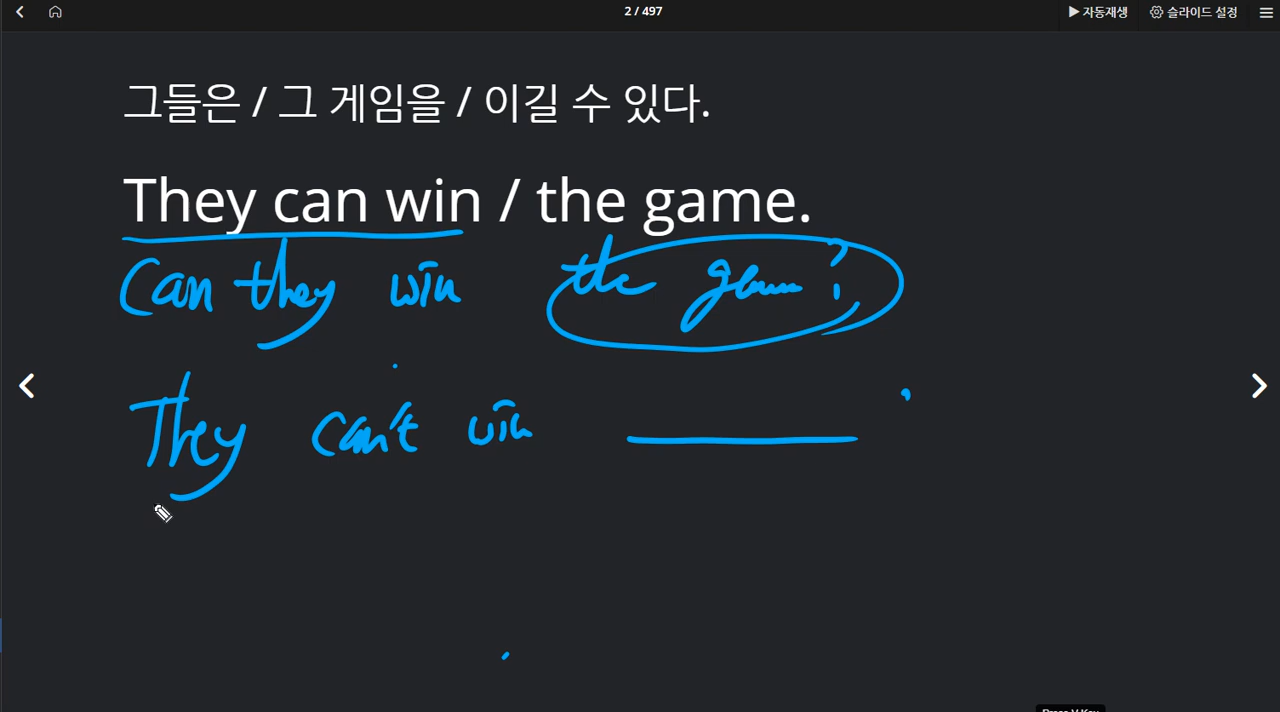 2 / 497
자동재생
슬라이드 설정
그들은 / 그 게임을 / 이길 수 있다.
They can win / the game.
Can they win the game?
They can't win